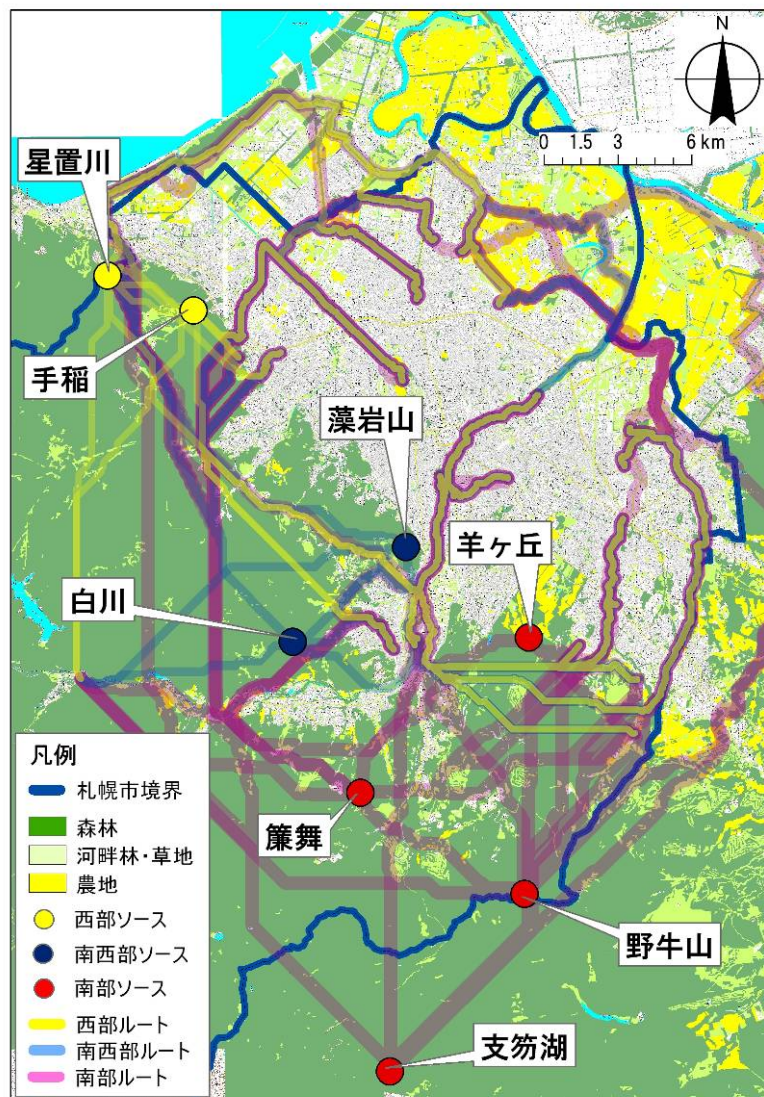 N
0 1.5 3 6 km
星置川
手稲
藻岩山
羊ヶ丘
白川
簾舞
野牛山
支笏湖
凡例
札幌市境界
森林
河畔林・草地
農地
西部ソース
南西部ソース
南部ソース
西部ルート
南西部ルート
南部ルート